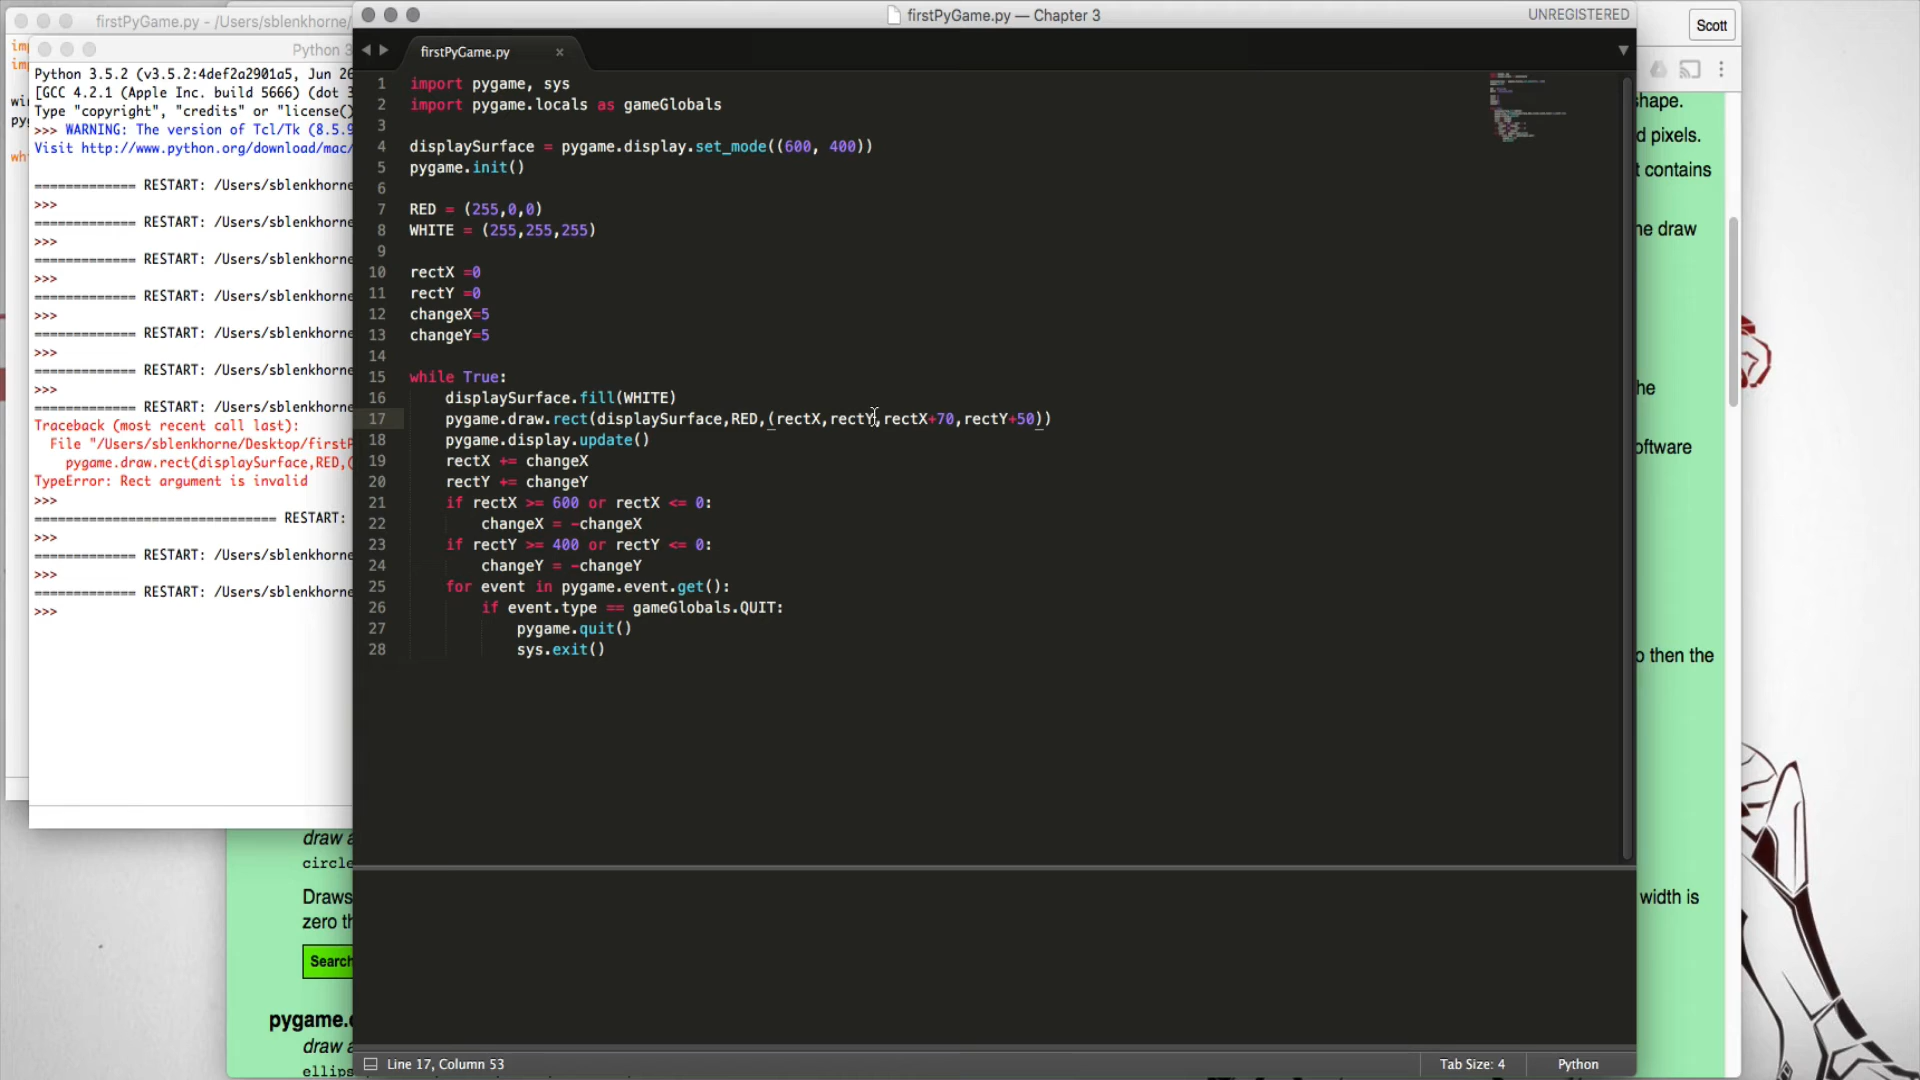 firstPyGame.py - /Users/sblenkhorne/
Python 3
Python 3.5.2 (v3.5.2:4def2a2901a5, Jun 26
[GCC 4.2.1 (Apple Inc. build 5666) (dot 3
Type "copyright", "credits" or "license()
>>> WARNING: The version of Tcl/Tk (8.5.9
Visit http://www.python.org/download/mac/
============= RESTART: /Users/sblenkhorne
>>>
============= RESTART: /Users/sblenkhorne
>>>
============= RESTART: /Users/sblenkhorne
>>>
============= RESTART: /Users/sblenkhorne
>>>
============= RESTART: /Users/sblenkhorne
>>>
============= RESTART: /Users/sblenkhorne
>>>
============= RESTART: /Users/sblenkhorne
Traceback (most recent call last):
File "/Users/sblenkhorne/Desktop/firstP
pygame.draw.rect(displaySurface,RED,(
TypeError: Rect argument is invalid
>>>
================================ RESTART:
>>>
============= RESTART: /Users/sblenkhorne
>>>
============= RESTART: /Users/sblenkhorne
>>>
firstPyGame.py — Chapter 3
UNREGISTERED
firstPyGame.py ×
1 import pygame, sys
2 import pygame.locals as gameGlobals
3
4 displaySurface = pygame.display.set_mode((600, 400))
5 pygame.init()
6
7 RED = (255,0,0)
8 WHITE = (255,255,255)
9
10 rectX =0
11 rectY =0
12 changeX=5
13 changeY=5
14
15 while True:
16 displaySurface.fill(WHITE)
17 pygame.draw.rect(displaySurface,RED,(rectX,rectY,rectX+70,rectY+50))
18 pygame.display.update()
19 rectX += changeX
20 rectY += changeY
21 if rectX >= 600 or rectX <= 0:
22 changeX = -changeX
23 if rectY >= 400 or rectY <= 0:
24 changeY = -changeY
25 for event in pygame.event.get():
26 if event.type == gameGlobals.QUIT:
27 pygame.quit()
28 sys.exit()
Line 17, Column 53
Tab Size: 4
Python
Scott
shape.
d pixels.
t contains
ne draw
he
oftware
o then the
width is
draw a
circle
Draws
zero th
Search
pygame.
draw a
ellips